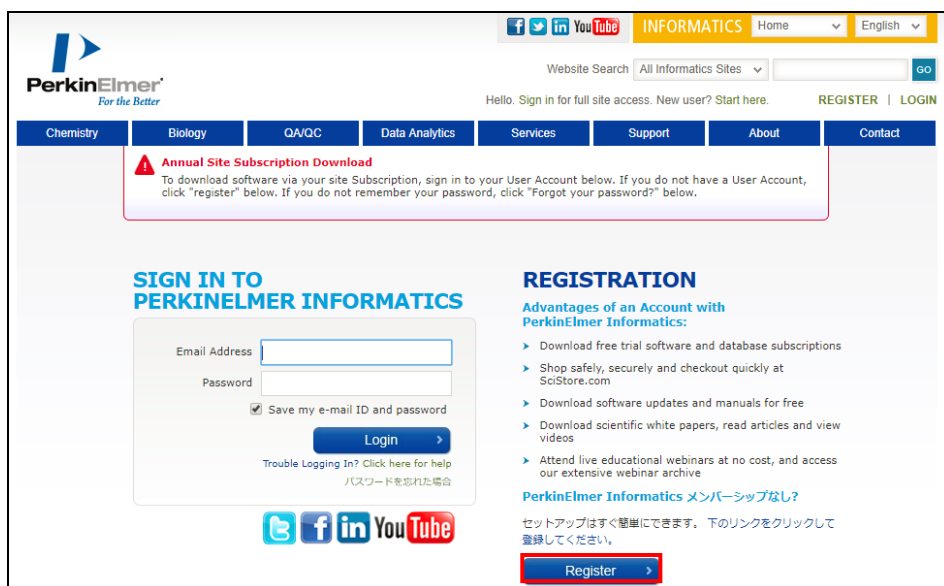 f in You Tube INFORMATICS Home English
PerkinElmer
For the Better
Website Search All Informatics Sites GO
Hello. Sign in for full site access. New user? Start here. REGISTER | LOGIN
Chemistry Biology QA/QC Data Analytics Services Support About Contact
Annual Site Subscription Download
To download software via your site Subscription, sign in to your User Account below. If you do not have a User Account,
click "register" below. If you do not remember your password, click "Forgot your password?" below.
SIGN IN TO
PERKINELMER INFORMATICS
Email Address
Password
Save my e-mail ID and password
Login
Trouble Logging In? Click here for help
パスワードを忘れた場合
f in You Tube
REGISTRATION
Advantages of an Account with
PerkinElmer Informatics:
Download free trial software and database subscriptions
Shop safely, securely and checkout quickly at
SciStore.com
Download software updates and manuals for free
Download scientific white papers, read articles and view
videos
Attend live educational webinars at no cost, and access
our extensive webinar archive
PerkinElmer Informatics メンバーシップなし?
セットアップはすぐ簡単にできます。 下のリンクをクリックして
登録してください。
Register